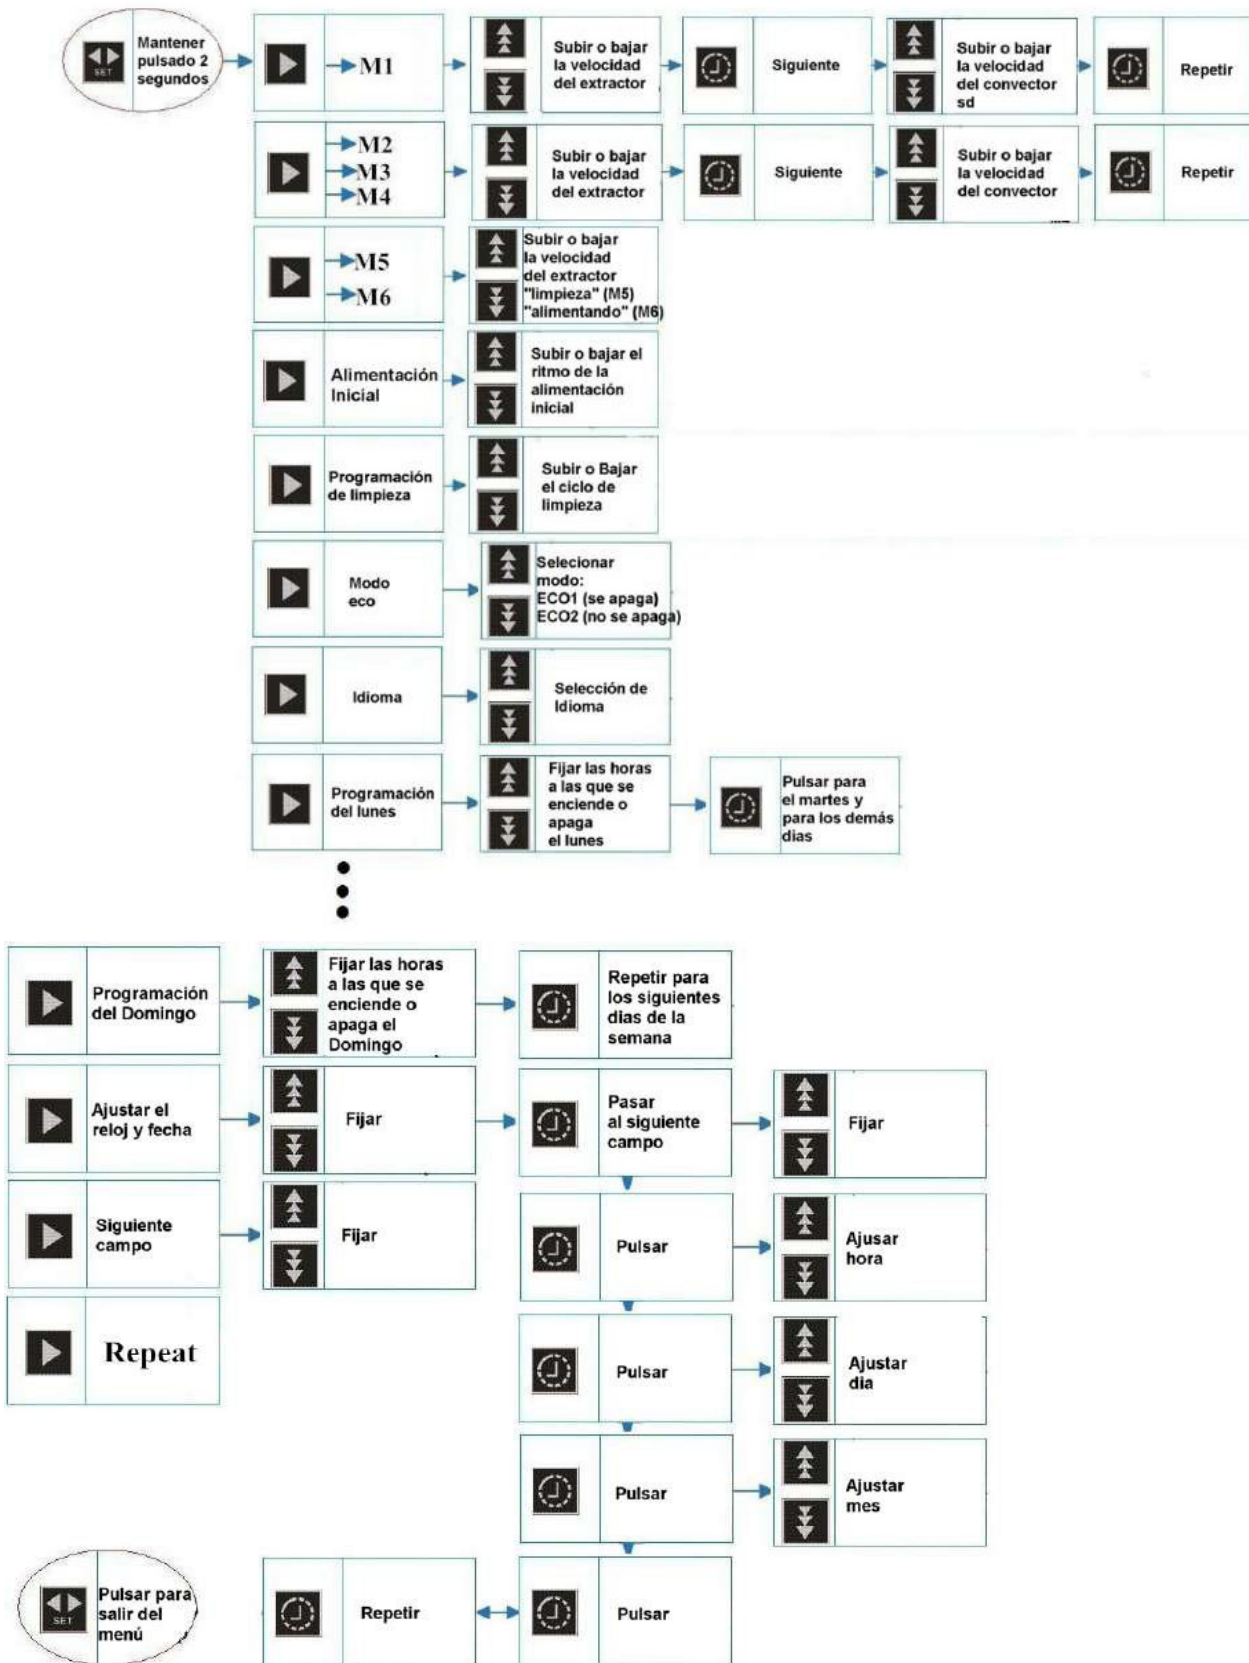 SET
Mantener
pulsado 2
segundos
M1
Subir o bajar
la velocidad
del extractor
Siguiente
Subir o bajar
la velocidad
del convector
sd
Repetir
M2
M3
M4
Subir o bajar
la velocidad
del extractor
Siguiente
Subir o bajar
la velocidad
del convector
Repetir
M5
M6
Subir o bajar
la velocidad
del extractor
"limpieza" (M5)
"alimentando" (M6)
Alimentación
Inicial
Subir o bajar el
ritmo de la
alimentación
inicial
Programación
de limpieza
Subir o Bajar
el ciclo de
limpieza
Modo
eco
Selecionar
modo:
ECO1 (se apaga)
ECO2 (no se apaga)
Idioma
Selección de
Idioma
Programación
del lunes
Fijar las horas
a las que se
enciende o
apaga
el lunes
Pulsar para
el martes y
para los demás
dias
Programación
del Domingo
Fijar las horas
a las que se
enciende o
apaga el
Domingo
Repetir para
los siguientes
dias de la
semana
Ajustar el
reloj y fecha
Fijar
Pasar
al siguiente
campo
Fijar
Siguiente
campo
Fijar
Pulsar
Ajusar
hora
Repeat
Pulsar
Ajustar
dia
Pulsar
Ajustar
mes
SET
Pulsar para
salir del
menú
Repetir
Pulsar